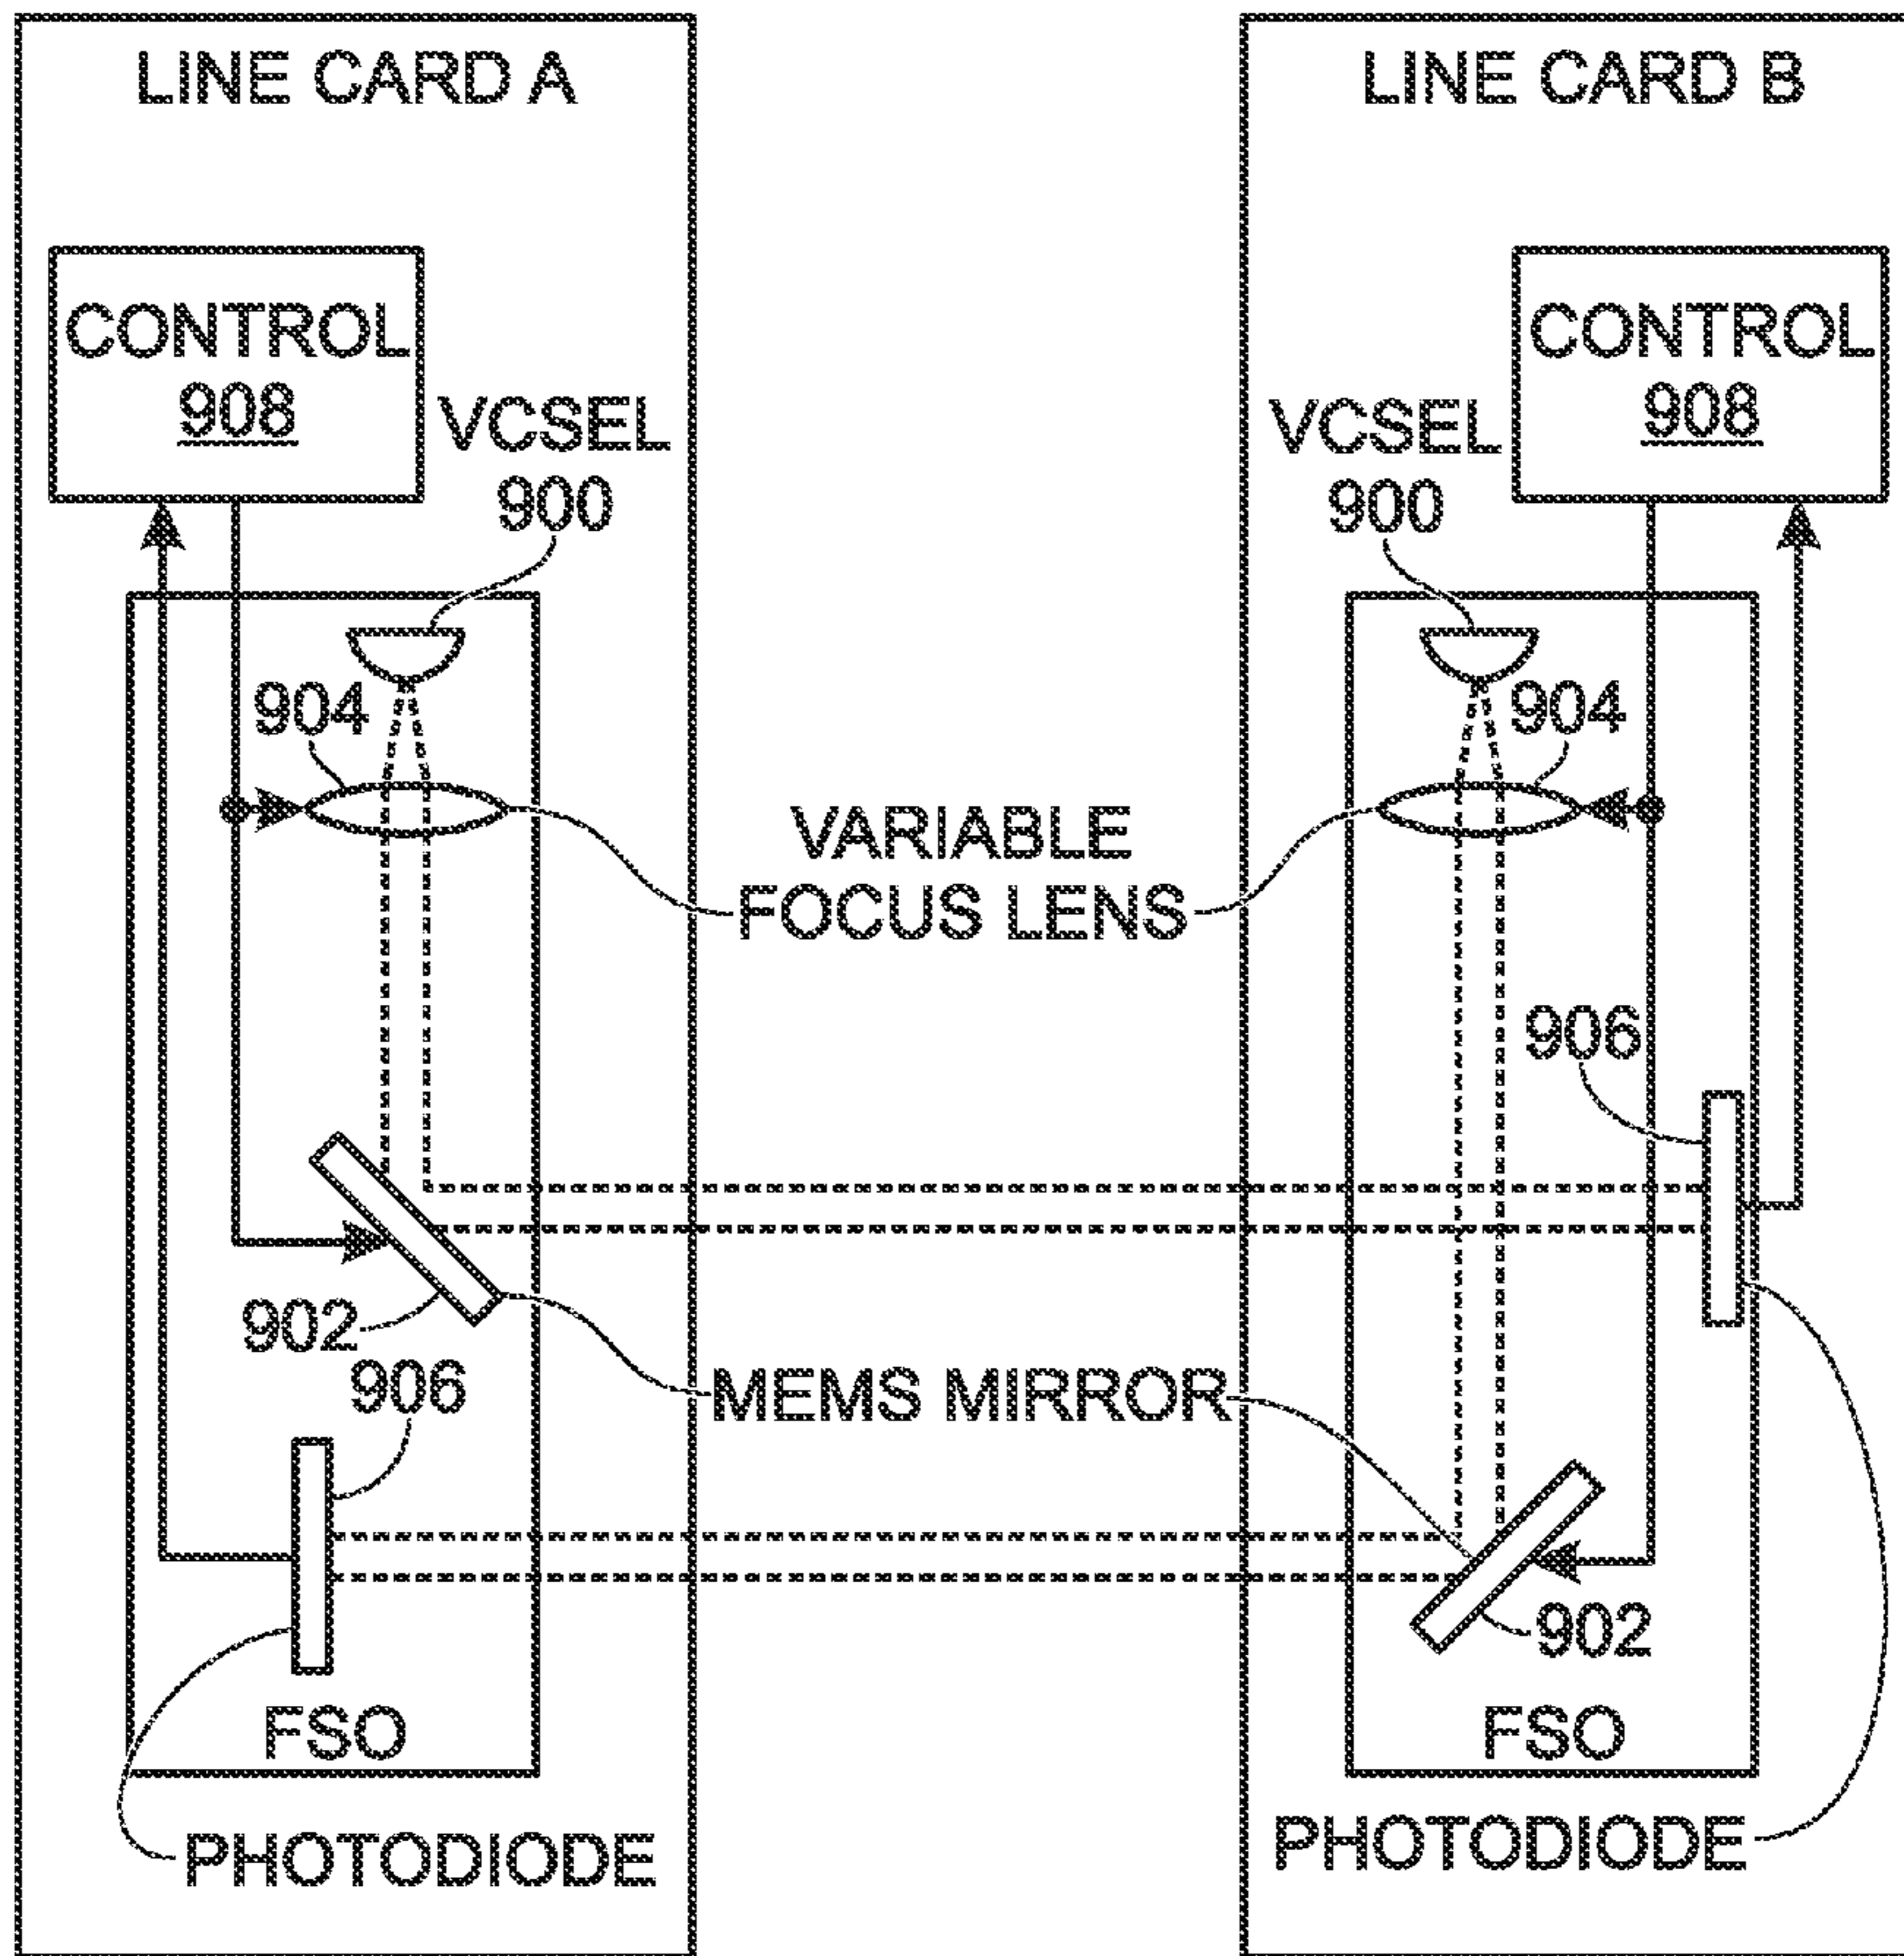 LINE CARD A
CONTROL
908
VCSEL
900
904
902
906
FSO
PHOTODIODE
VARIABLE
FOCUS LENS
MEMS MIRROR
LINE CARD B
CONTROL
908
VCSEL
900
904
906
902
FSO
PHOTODIODE